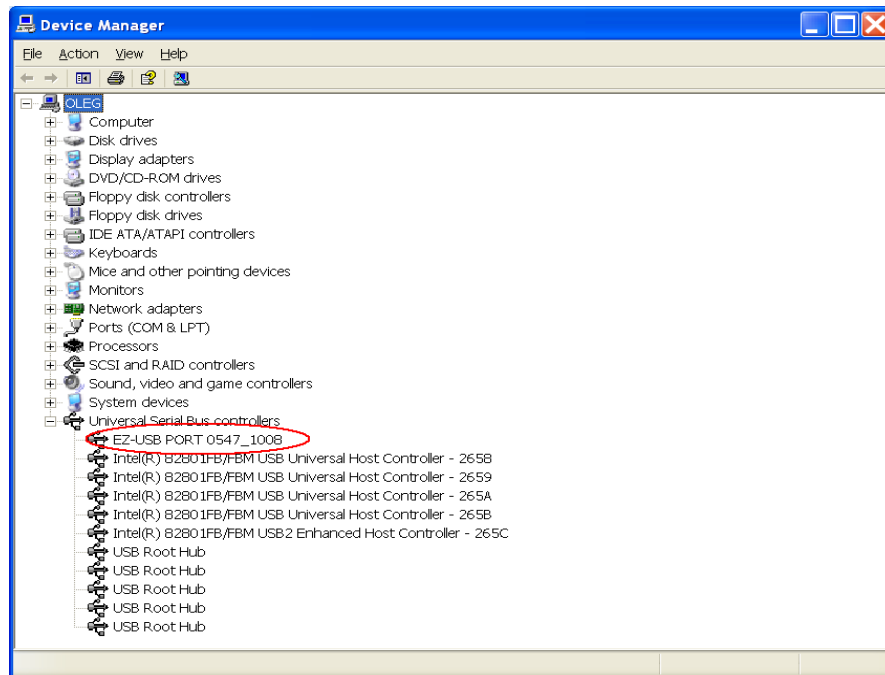 Device Manager
File Action View Help
OLEG
Computer
Disk drives
Display adapters
DVD/CD-ROM drives
Floppy disk controllers
Floppy disk drives
IDE ATA/ATAPI controllers
Keyboards
Mice and other pointing devices
Monitors
Network adapters
Ports (COM & LPT)
Processors
SCSI and RAID controllers
Sound, video and game controllers
System devices
Universal Serial Bus controllers
EZ-USB PORT 0547_1008
Intel(R) 82801FB/FBM USB Universal Host Controller - 2658
Intel(R) 82801FB/FBM USB Universal Host Controller - 2659
Intel(R) 82801FB/FBM USB Universal Host Controller - 265A
Intel(R) 82801FB/FBM USB Universal Host Controller - 265B
Intel(R) 82801FB/FBM USB2 Enhanced Host Controller - 265C
USB Root Hub
USB Root Hub
USB Root Hub
USB Root Hub
USB Root Hub